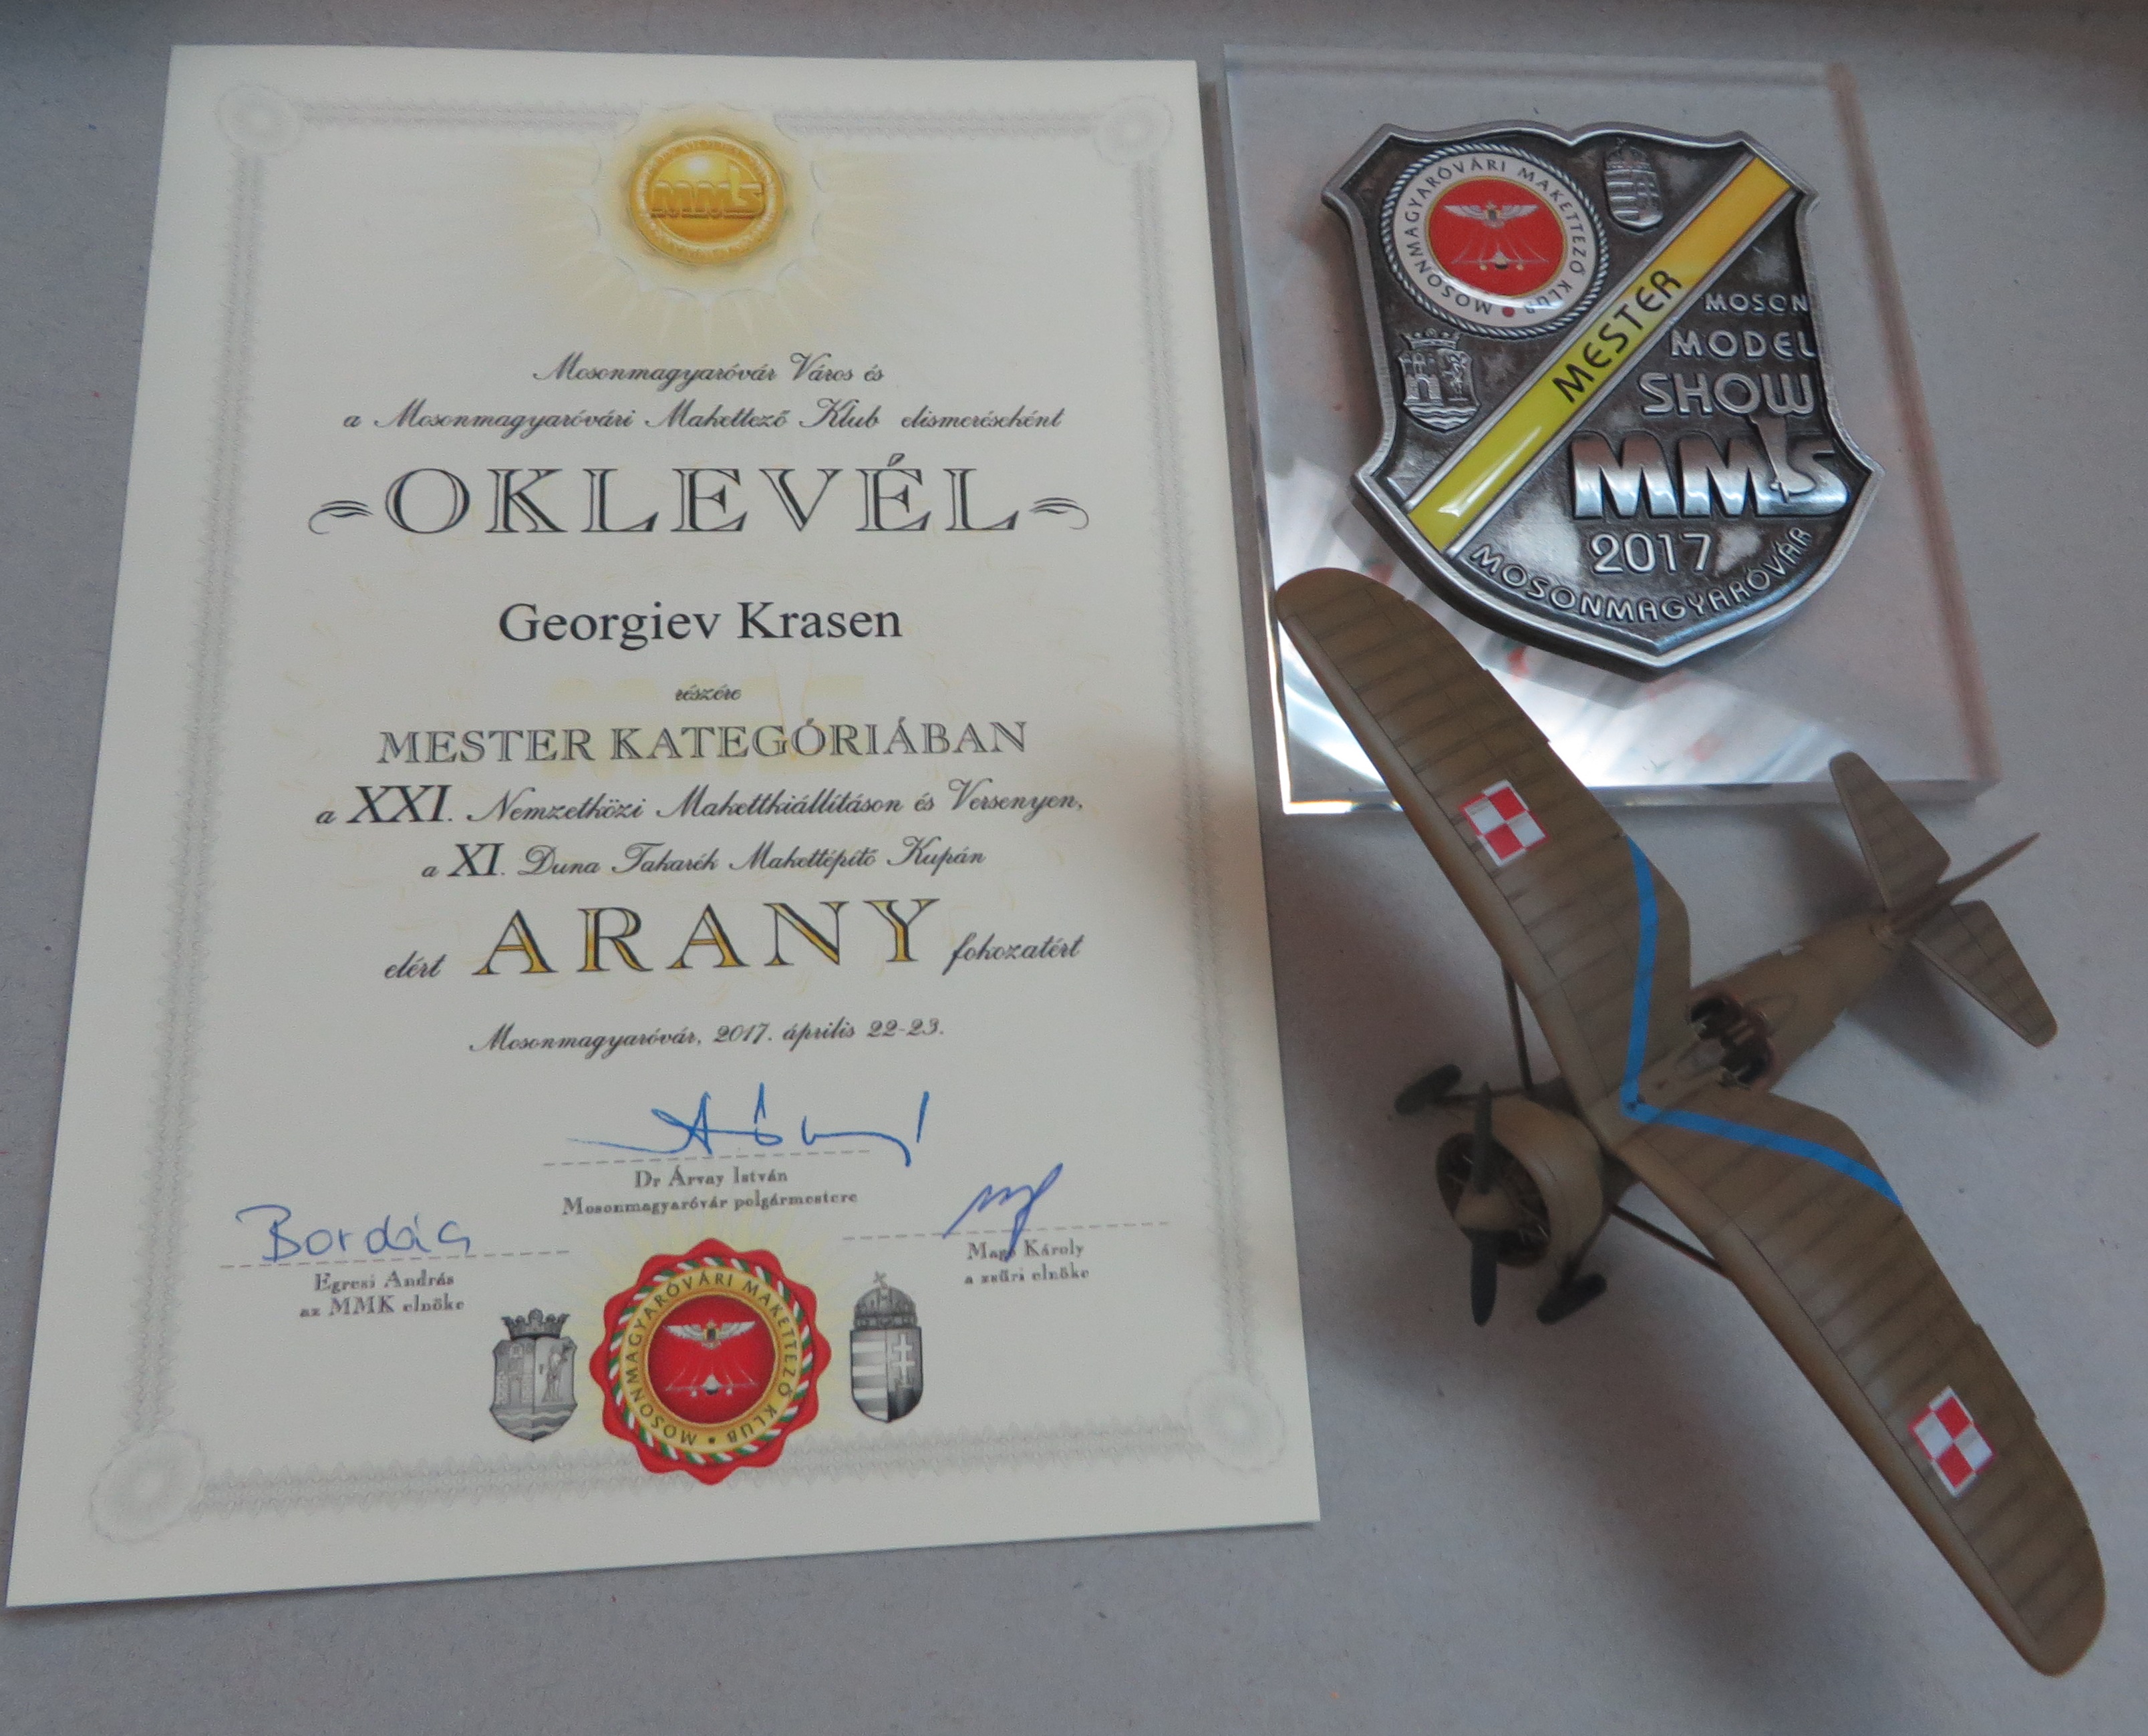 MMS
Mosonmagyaróvár Város és
a Mosonmagyaróvári Makettező Klub elismeréseként
OKLEVÉL
Georgiev Krasen
részére
MESTER KATEGÓRIÁBAN
a XXI. Nemzetközi Makettkiállításon és Versenyen,
a XI. Duna Takarék Makettépítő Kupán
elért ARANY fokozatért
Mosonmagyaróvár, 2017. április 22-23.
Dr Árvay István
Mosonmagyaróvár polgármestere
Egresi András
az MMK elnöke
Károly
a zsűri elnöke
MOSONMAGYARÓVÁRI MAKETTEZŐ KLUB
MOSONMAGYARÓVÁRI MAKETTEZŐ KLUB
MESTER
MOSON
MODEL
SHOW
MMS
2017
MOSONMAGYARÓVÁR